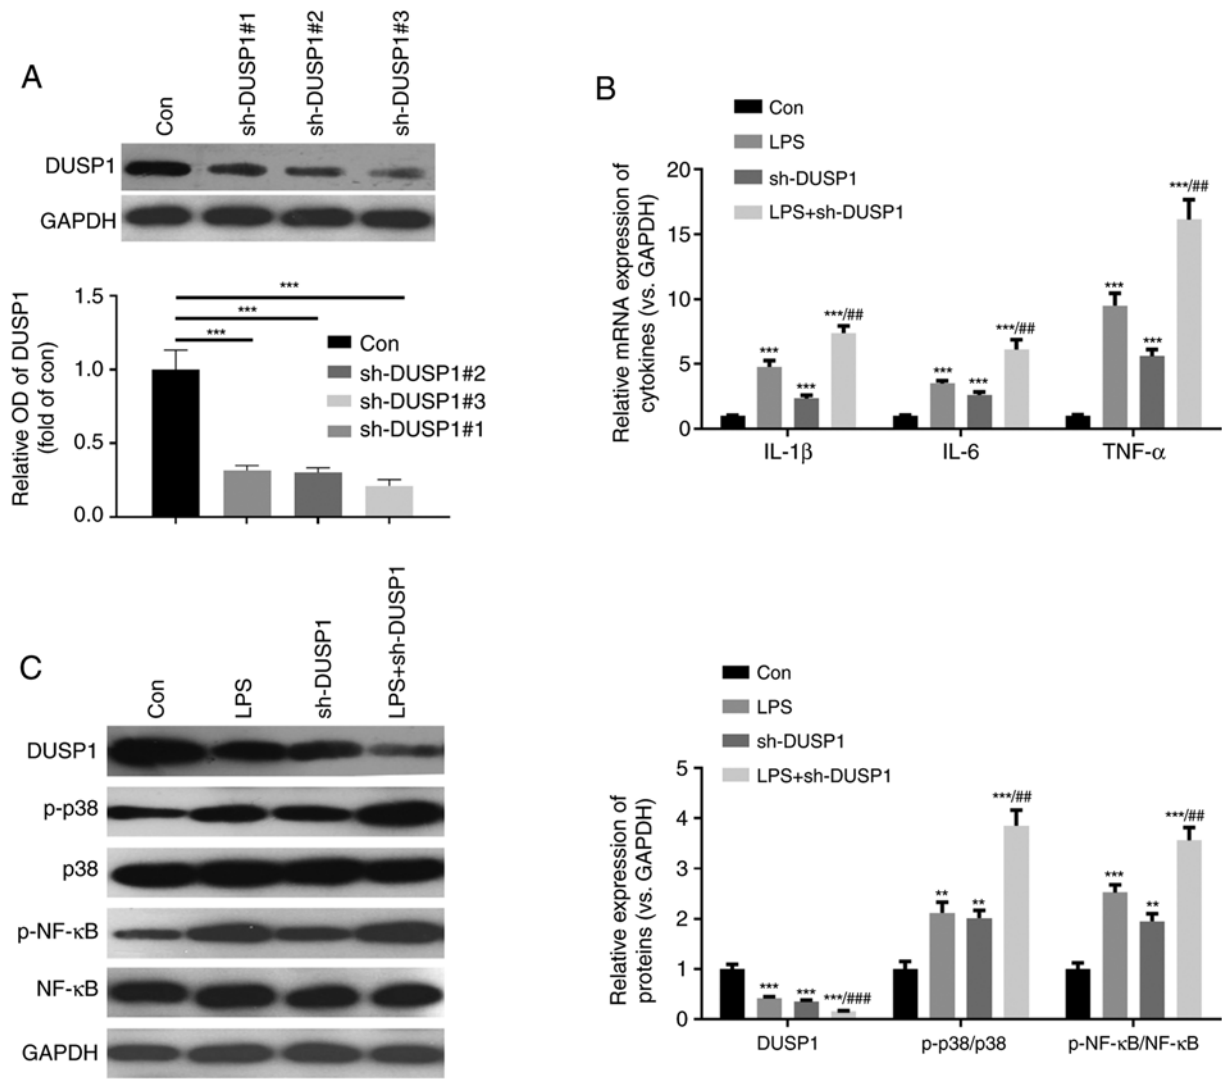 A
Con
sh-DUSP1#1
sh-DUSP1#2
sh-DUSP1#3
DUSP1
GAPDH
Relative OD of DUSP1
(fold of con)
1.5
1.0
0.5
0.0
***
***
***
Con
sh-DUSP1#2
sh-DUSP1#3
sh-DUSP1#1
B
Con
LPS
sh-DUSP1
LPS+sh-DUSP1
Relative mRNA expression of
cytokines (vs. GAPDH)
20
15
10
5
0
***
***
***/##
***
***
***/##
***
***
***/##
IL-1β
IL-6
TNF-α
C
Con
LPS
sh-DUSP1
LPS+sh-DUSP1
DUSP1
p-p38
p38
p-NF-κB
NF-κB
GAPDH
Con
LPS
sh-DUSP1
LPS+sh-DUSP1
Relative expression of
proteins (vs. GAPDH)
5
4
3
2
1
0
***
***
***/###
**
**
***/##
***
**
***/##
DUSP1
p-p38/p38
p-NF-κB/NF-κB